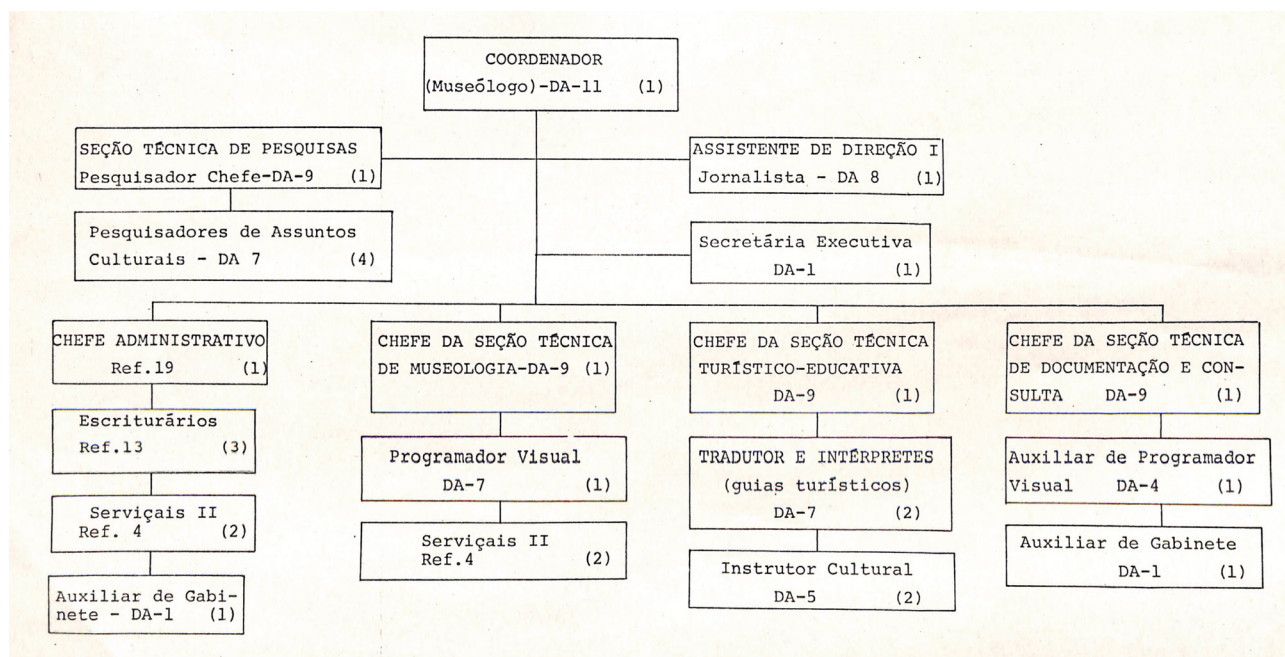 COORDENADOR
(Museólogo)-DA-11 (1)
SEÇÃO TÉCNICA DE PESQUISAS
Pesquisador Chefe-DA-9 (1)
ASSISTENTE DE DIREÇÃO I
Jornalista - DA 8 (1)
Pesquisadores de Assuntos
Culturais - DA 7 (4)
Secretária Executiva
DA-1 (1)
CHEFE ADMINISTRATIVO
Ref.19 (1)
Escriturários
Ref.13 (3)
Serviçais II
Ref. 4 (2)
Auxiliar de Gabi-
nete - DA-1 (1)
CHEFE DA SEÇÃO TÉCNICA
DE MUSEOLOGIA-DA-9 (1)
Programador Visual
DA-7 (1)
Serviçais II
Ref.4 (2)
CHEFE DA SEÇÃO TÉCNICA
TURÍSTICO-EDUCATIVA
DA-9 (1)
TRADUTOR E INTÉRPRETES
(guias turísticos)
DA-7 (2)
Instrutor Cultural
DA-5 (2)
CHEFE DA SEÇÃO TÉCNICA
DE DOCUMENTAÇÃO E CON-
SULTA DA-9 (1)
Auxiliar de Programador
Visual DA-4 (1)
Auxiliar de Gabinete
DA-1 (1)